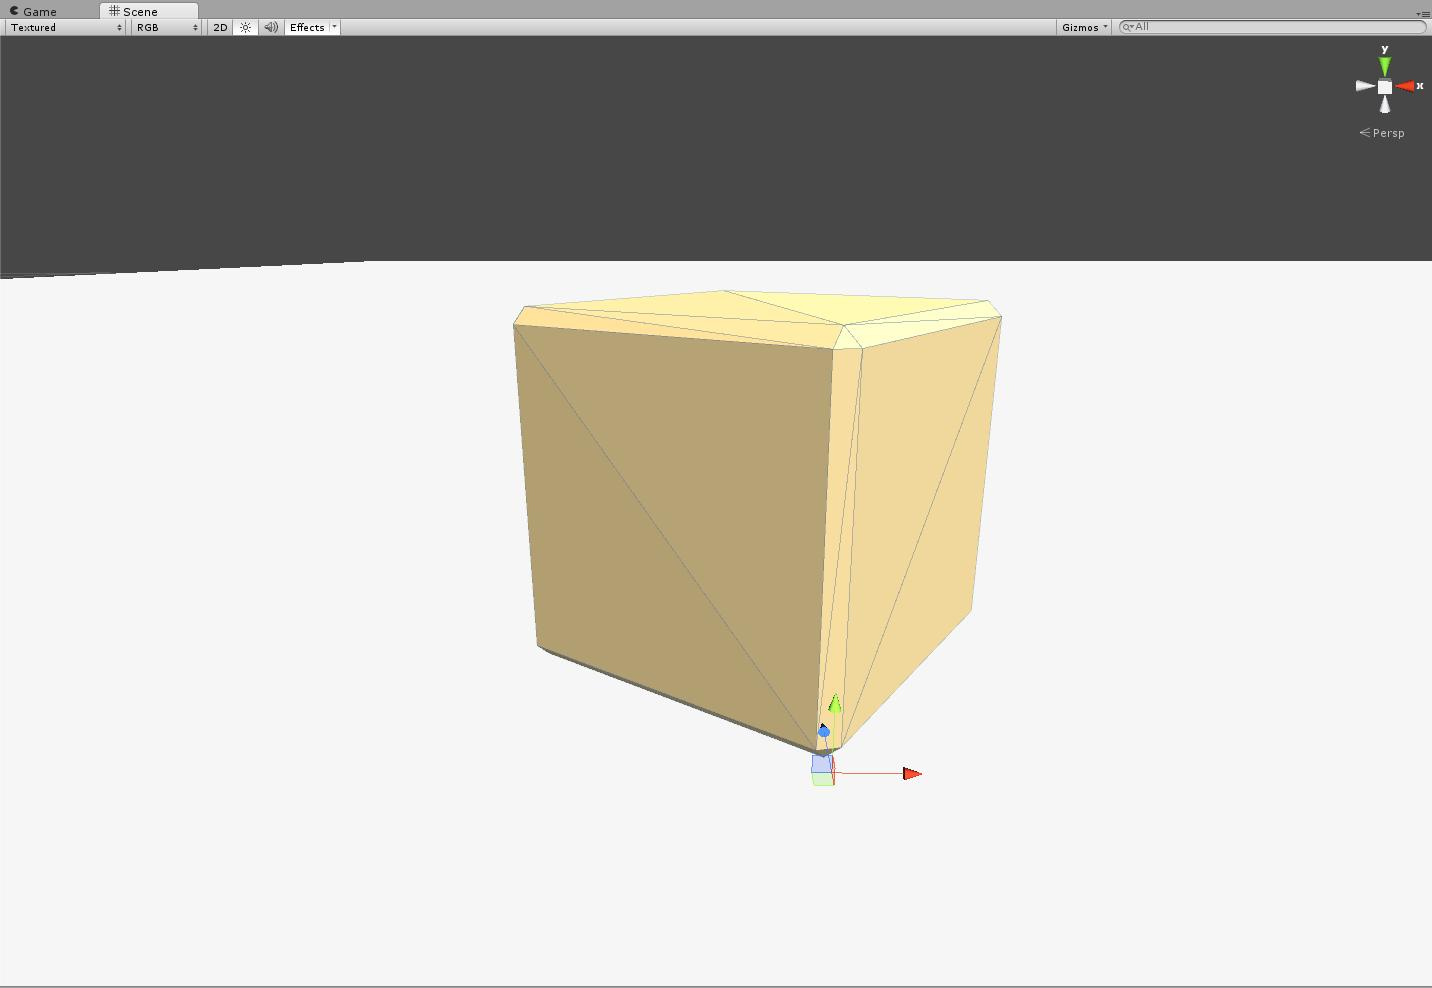 Game Scene
Textured RGB 2D Effects Gizmos All
y
x
Persp